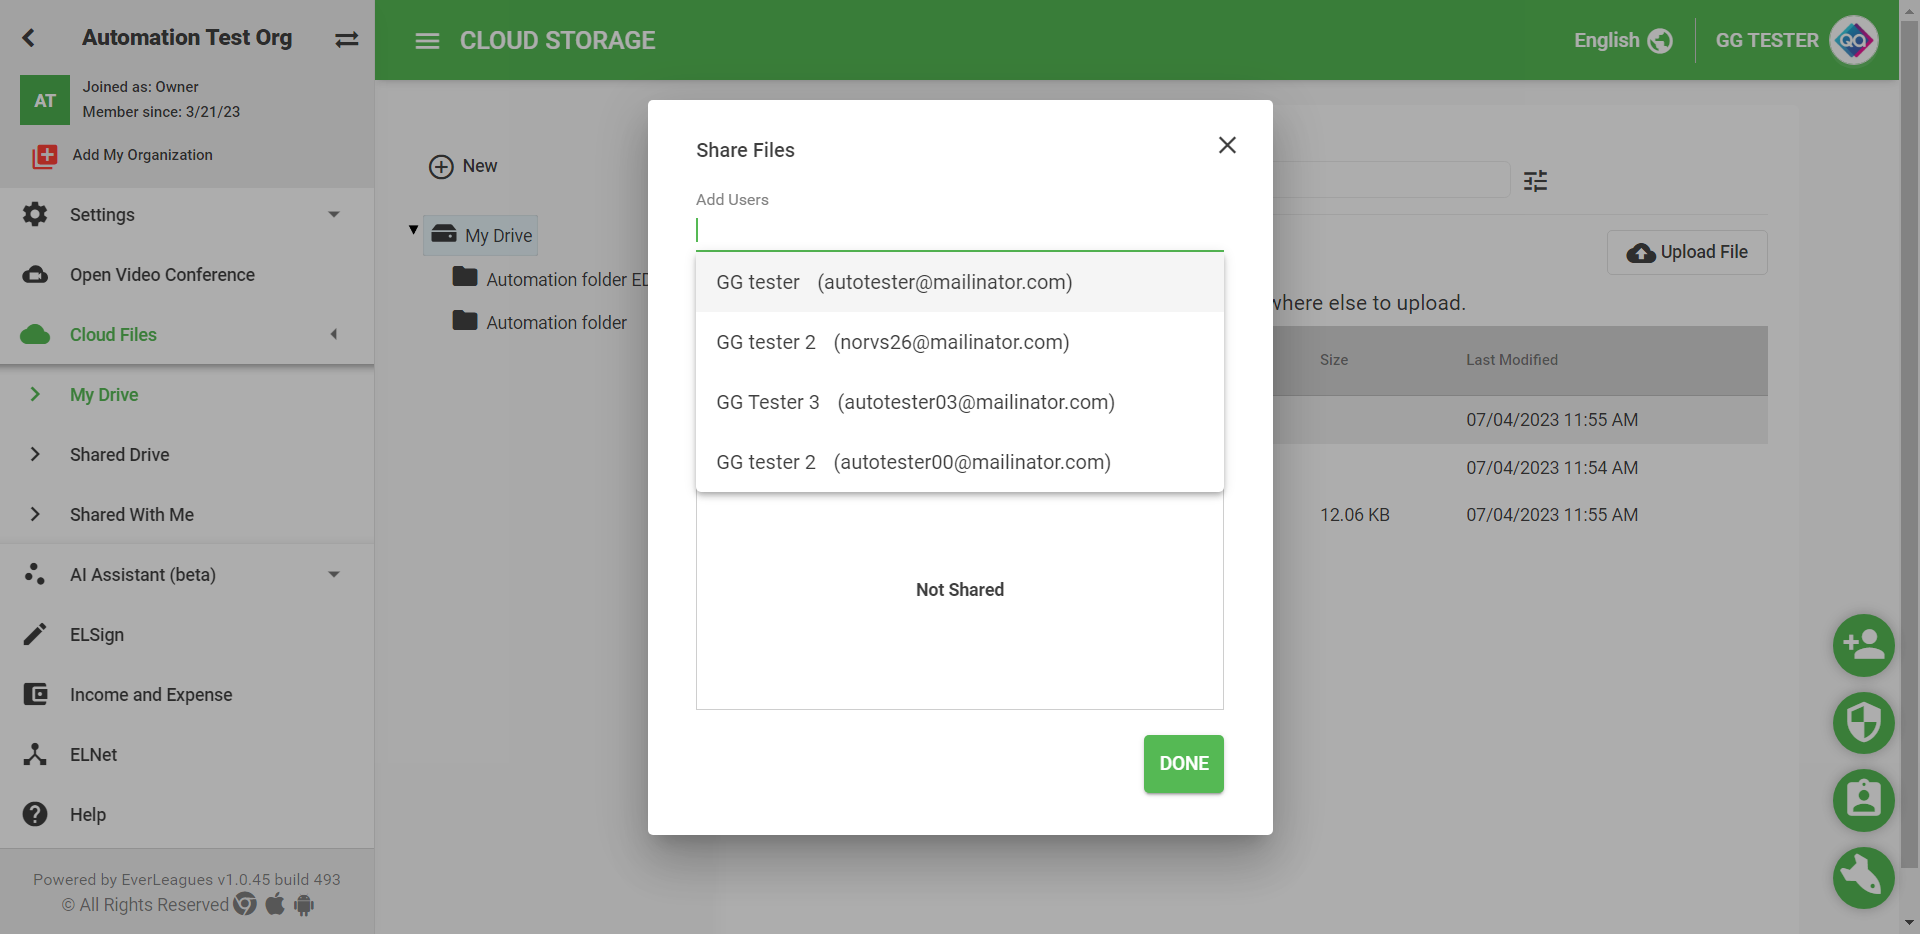 Automation Test Org
AT
Joined as: Owner
Member since: 3/21/23
Add My Organization
Settings
Open Video Conference
Cloud Files
My Drive
Shared Drive
Shared With Me
AI Assistant (beta)
ELSign
Income and Expense
ELNet
Help
Powered by EverLeagues v1.0.45 build 493
© All Rights Reserved
CLOUD STORAGE
English
GG TESTER
QA
New
My Drive
Automation folder ED
Automation folder
Upload File
where else to upload.
Size
Last Modified
07/04/2023 11:55 AM
07/04/2023 11:54 AM
12.06 KB
07/04/2023 11:55 AM
Share Files
Add Users
GG tester (autotester@mailinator.com)
GG tester 2 (norvs26@mailinator.com)
GG Tester 3 (autotester03@mailinator.com)
GG tester 2 (autotester00@mailinator.com)
Not Shared
DONE